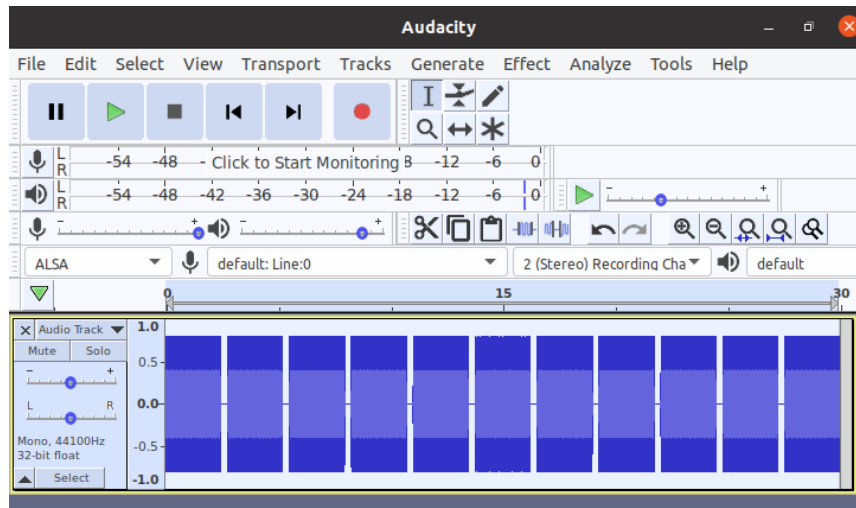 Audacity
File Edit Select View Transport Tracks Generate Effect Analyze Tools Help
L
R
-54 -48 - Click to Start Monitoring 8 -12 -6 0
L
R
-54 -48 -42 -36 -30 -24 -18 -12 -6 0
- +
- +
- +
ALSA default: Line:0 2 (Stereo) Recording Cha default
0 15 30
X Audio Track 1.0
Mute Solo
0.5
- +
L R 0.0
Mono, 44100Hz
32-bit float -0.5
Select -1.0